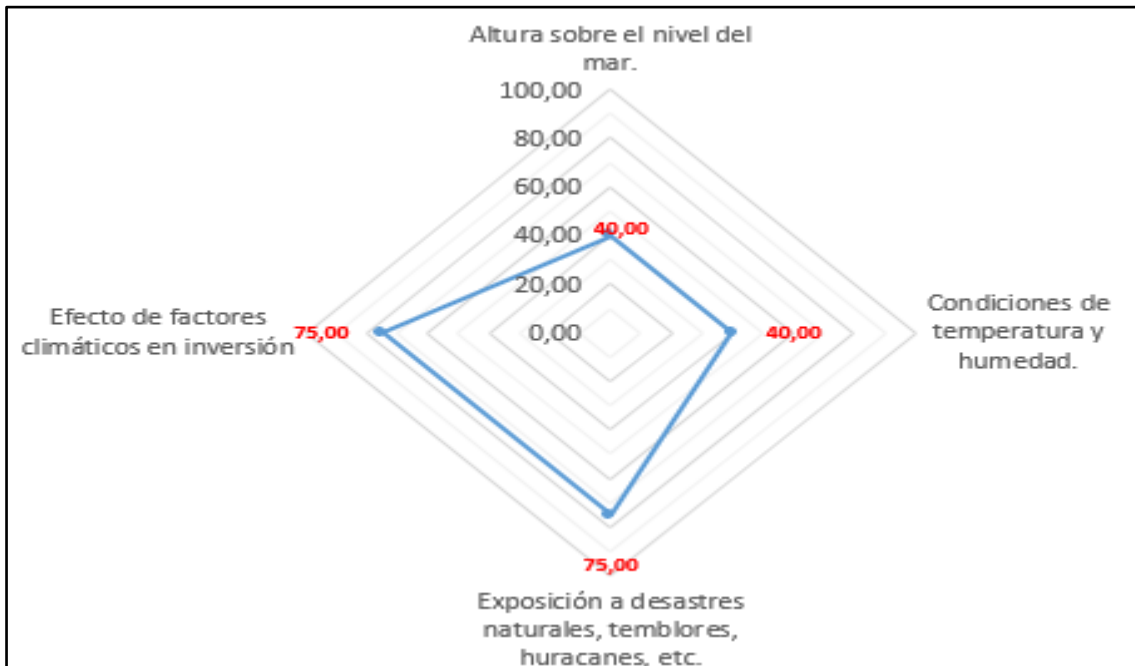 Altura sobre el nivel del
mar.
100,00
80,00
60,00
40,00
40,00
20,00
0,00
Efecto de factores
climáticos en inversión
75,00
40,00
Condiciones de
temperatura y
humedad.
75,00
Exposición a desastres
naturales, temblores,
huracanes, etc.